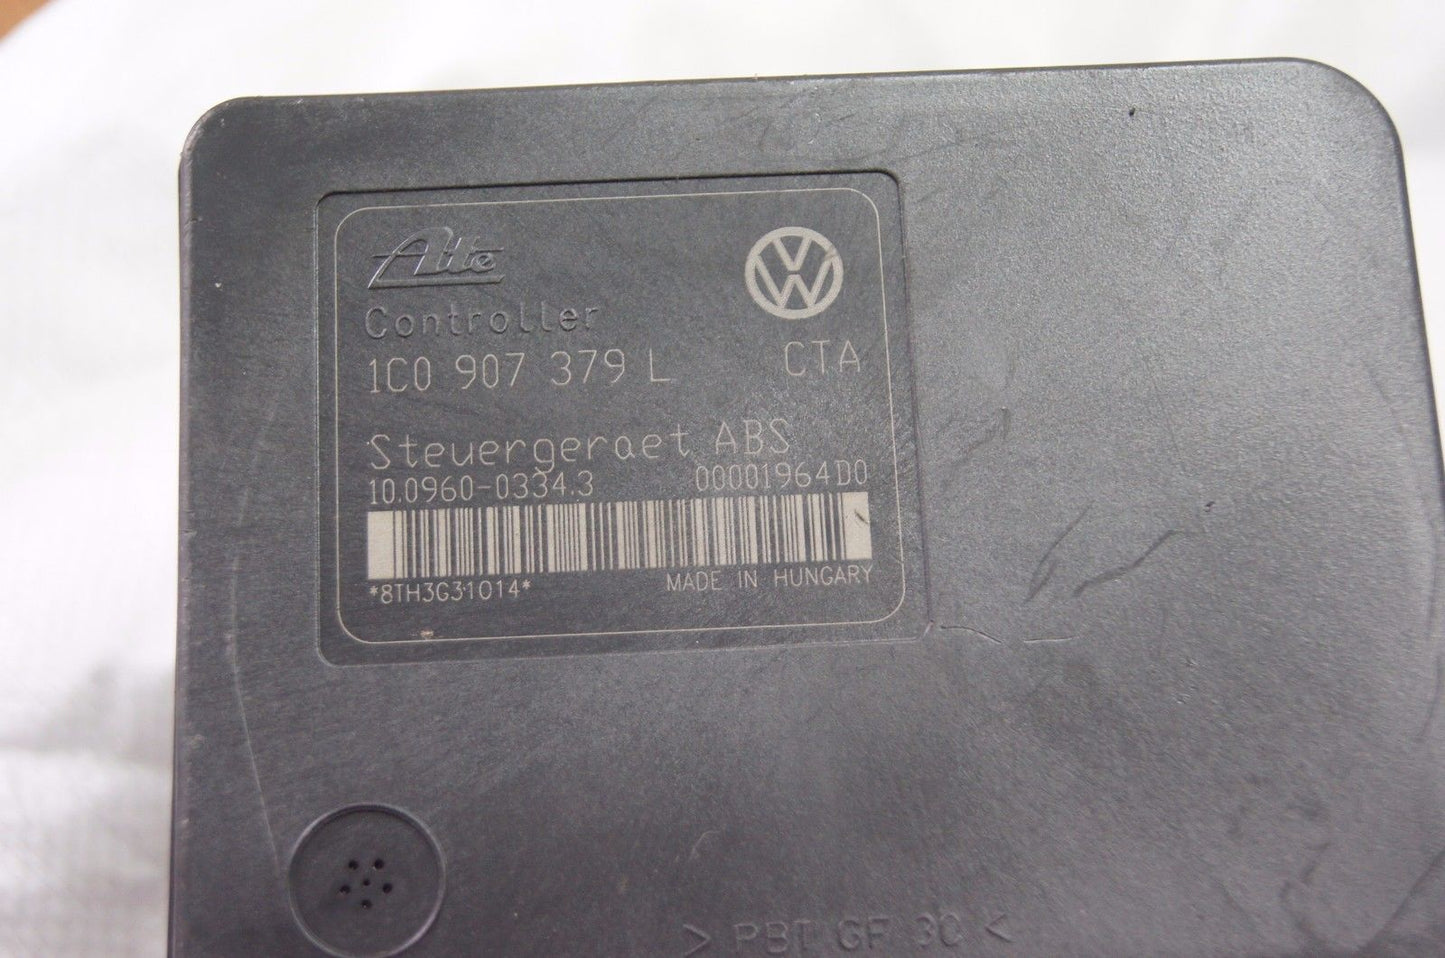 Ate
Controller
1C0 907 379 L CTA
Steuergeraet ABS
10.0960-0334.3 00001964D0
*8TH3G31014* MADE IN HUNGARY
> PBT GF 30 <